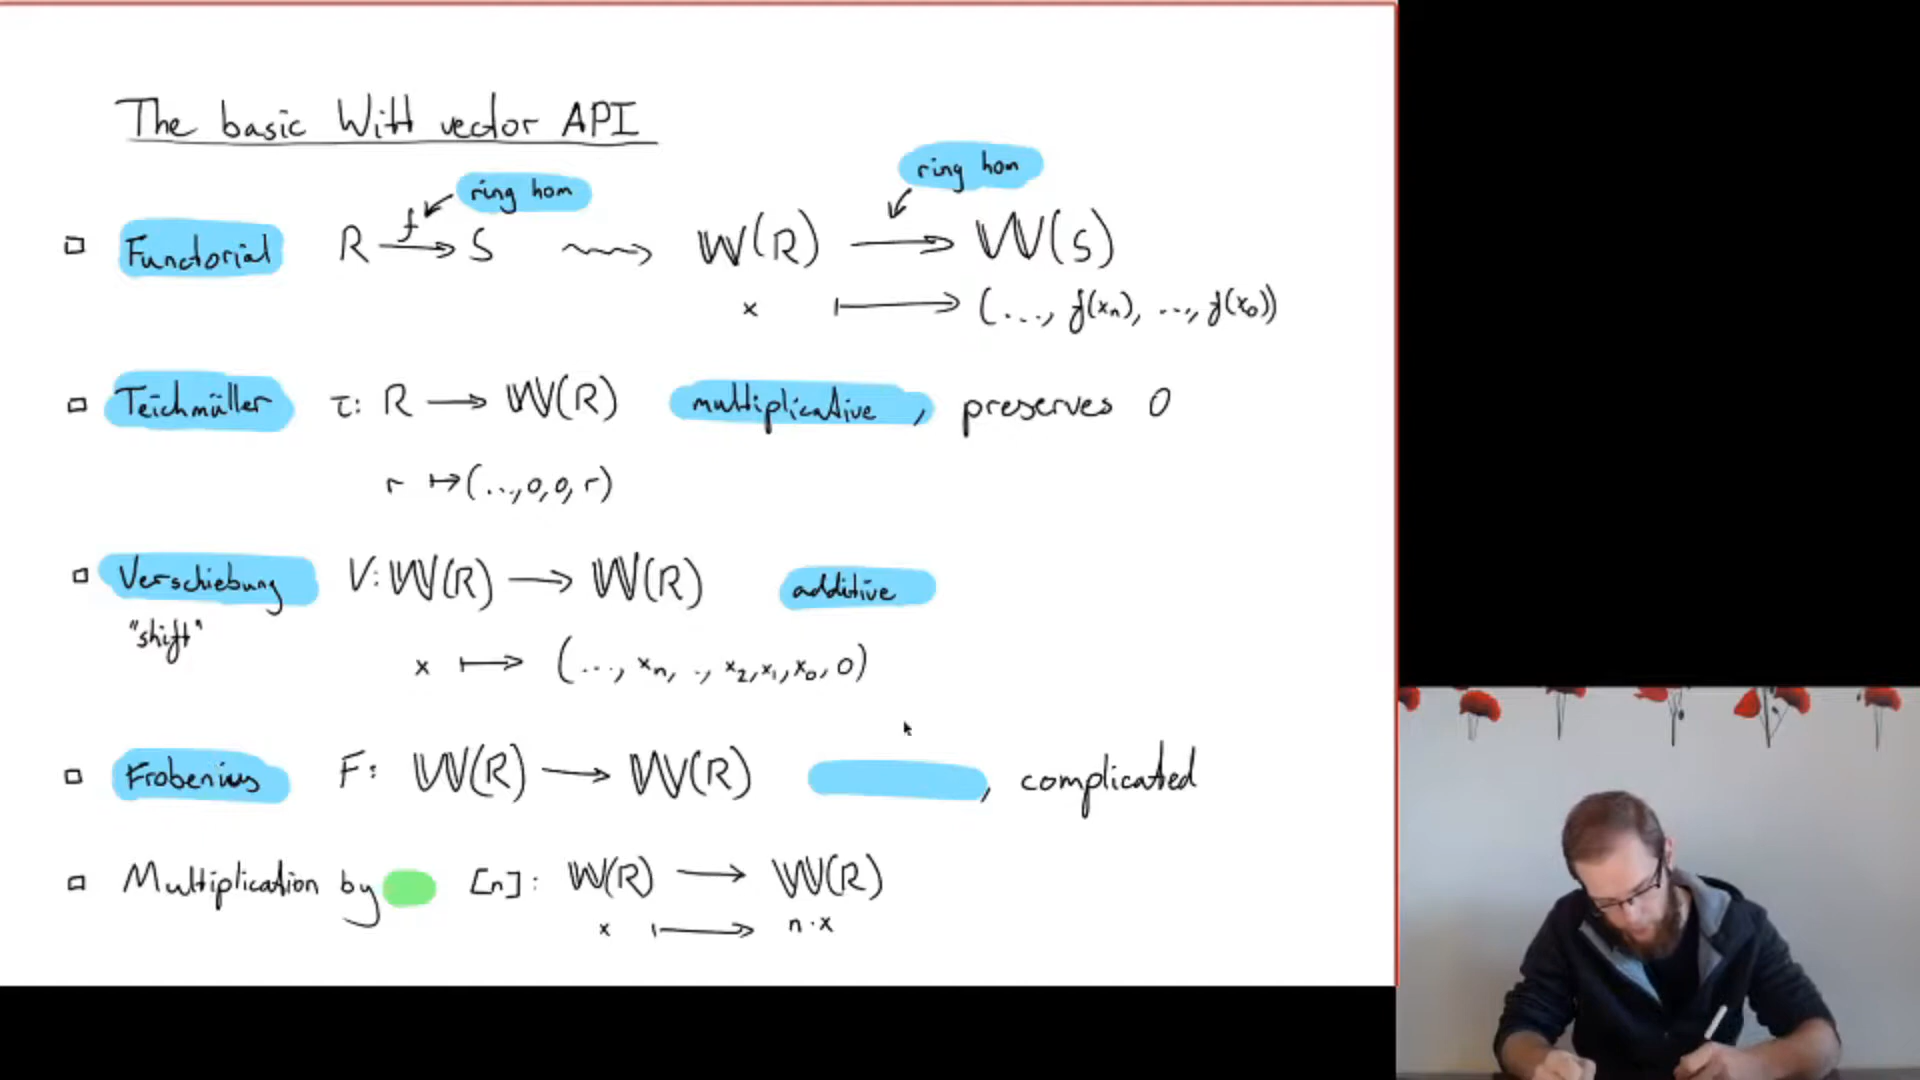 The basic Witt vector API
ring hom
ring hom
Functorial R f→ S ⇝ W(R) → W(S)
x ↦ (..., f(xₙ), ..., f(x₀))
Teichmüller τ: R → W(R) multiplicative, preserves 0
r ↦ (...,0,0,r)
Verschiebung V: W(R) → W(R) additive
"shift"
x ↦ (..., xₙ, .., x₂,x₁,x₀,0)
Frobenius F: W(R) → W(R) , complicated
Multiplication by [n]: W(R) → W(R)
x ↦ n·x